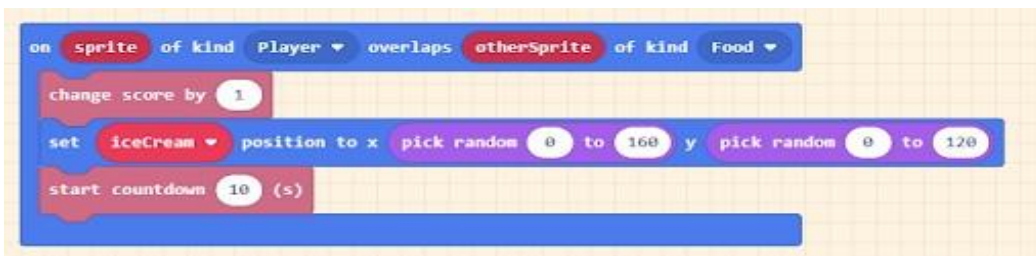 on sprite of kind Player overlaps otherSprite of kind Food
change score by 1
set iceCream position to x pick random 0 to 160 y pick random 0 to 120
start countdown 10 (s)